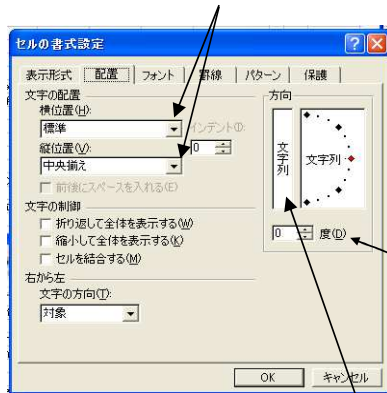 セルの書式設定
表示形式 配置 フォント 罫線 パターン 保護
文字の配置
横位置(H):
標準
インデント(I):
縦位置(V):
中央揃え
0
前後にスペースを入れる(E)
文字の制御
折り返して全体を表示する(W)
縮小して全体を表示する(K)
セルを結合する(M)
右から左
文字の方向(T):
対象
方向
文字列
文字列
0 度(D)
OK キャンセル